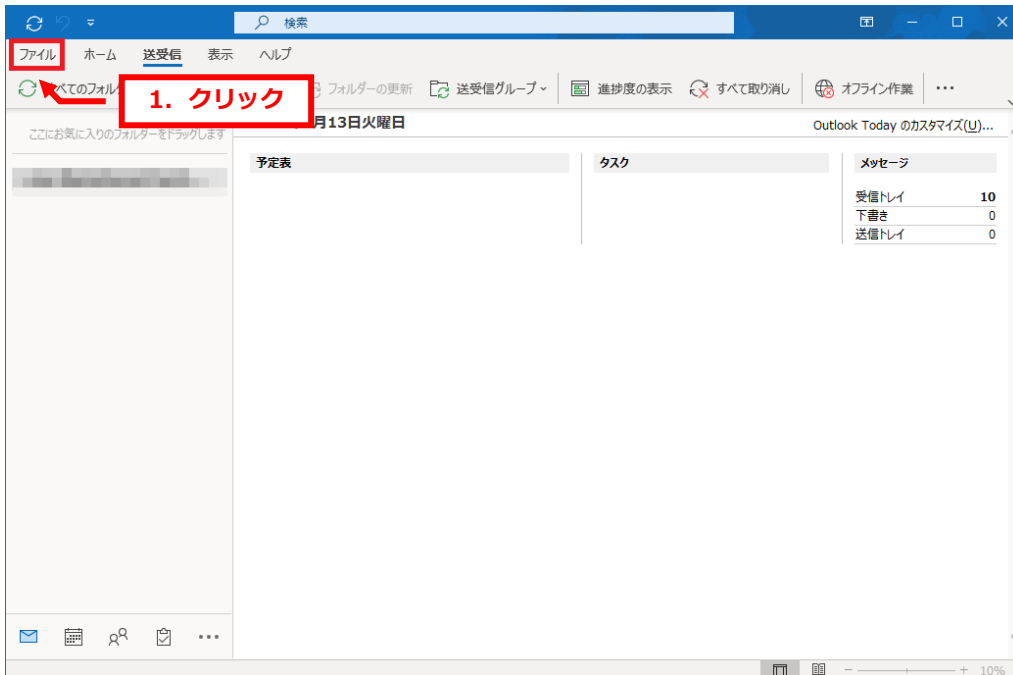 検索
ファイル ホーム 送受信 表示 ヘルプ
べてのフォル
1. クリック
フォルダーの更新 送受信グループ 進捗度の表示 すべて取り消し オフライン作業 ...
ここにお気に入りのフォルダーをドラッグします
月13日火曜日
Outlook Today のカスタマイズ(U)...
予定表 タスク メッセージ
受信トレイ 10
下書き 0
送信トレイ 0
10%